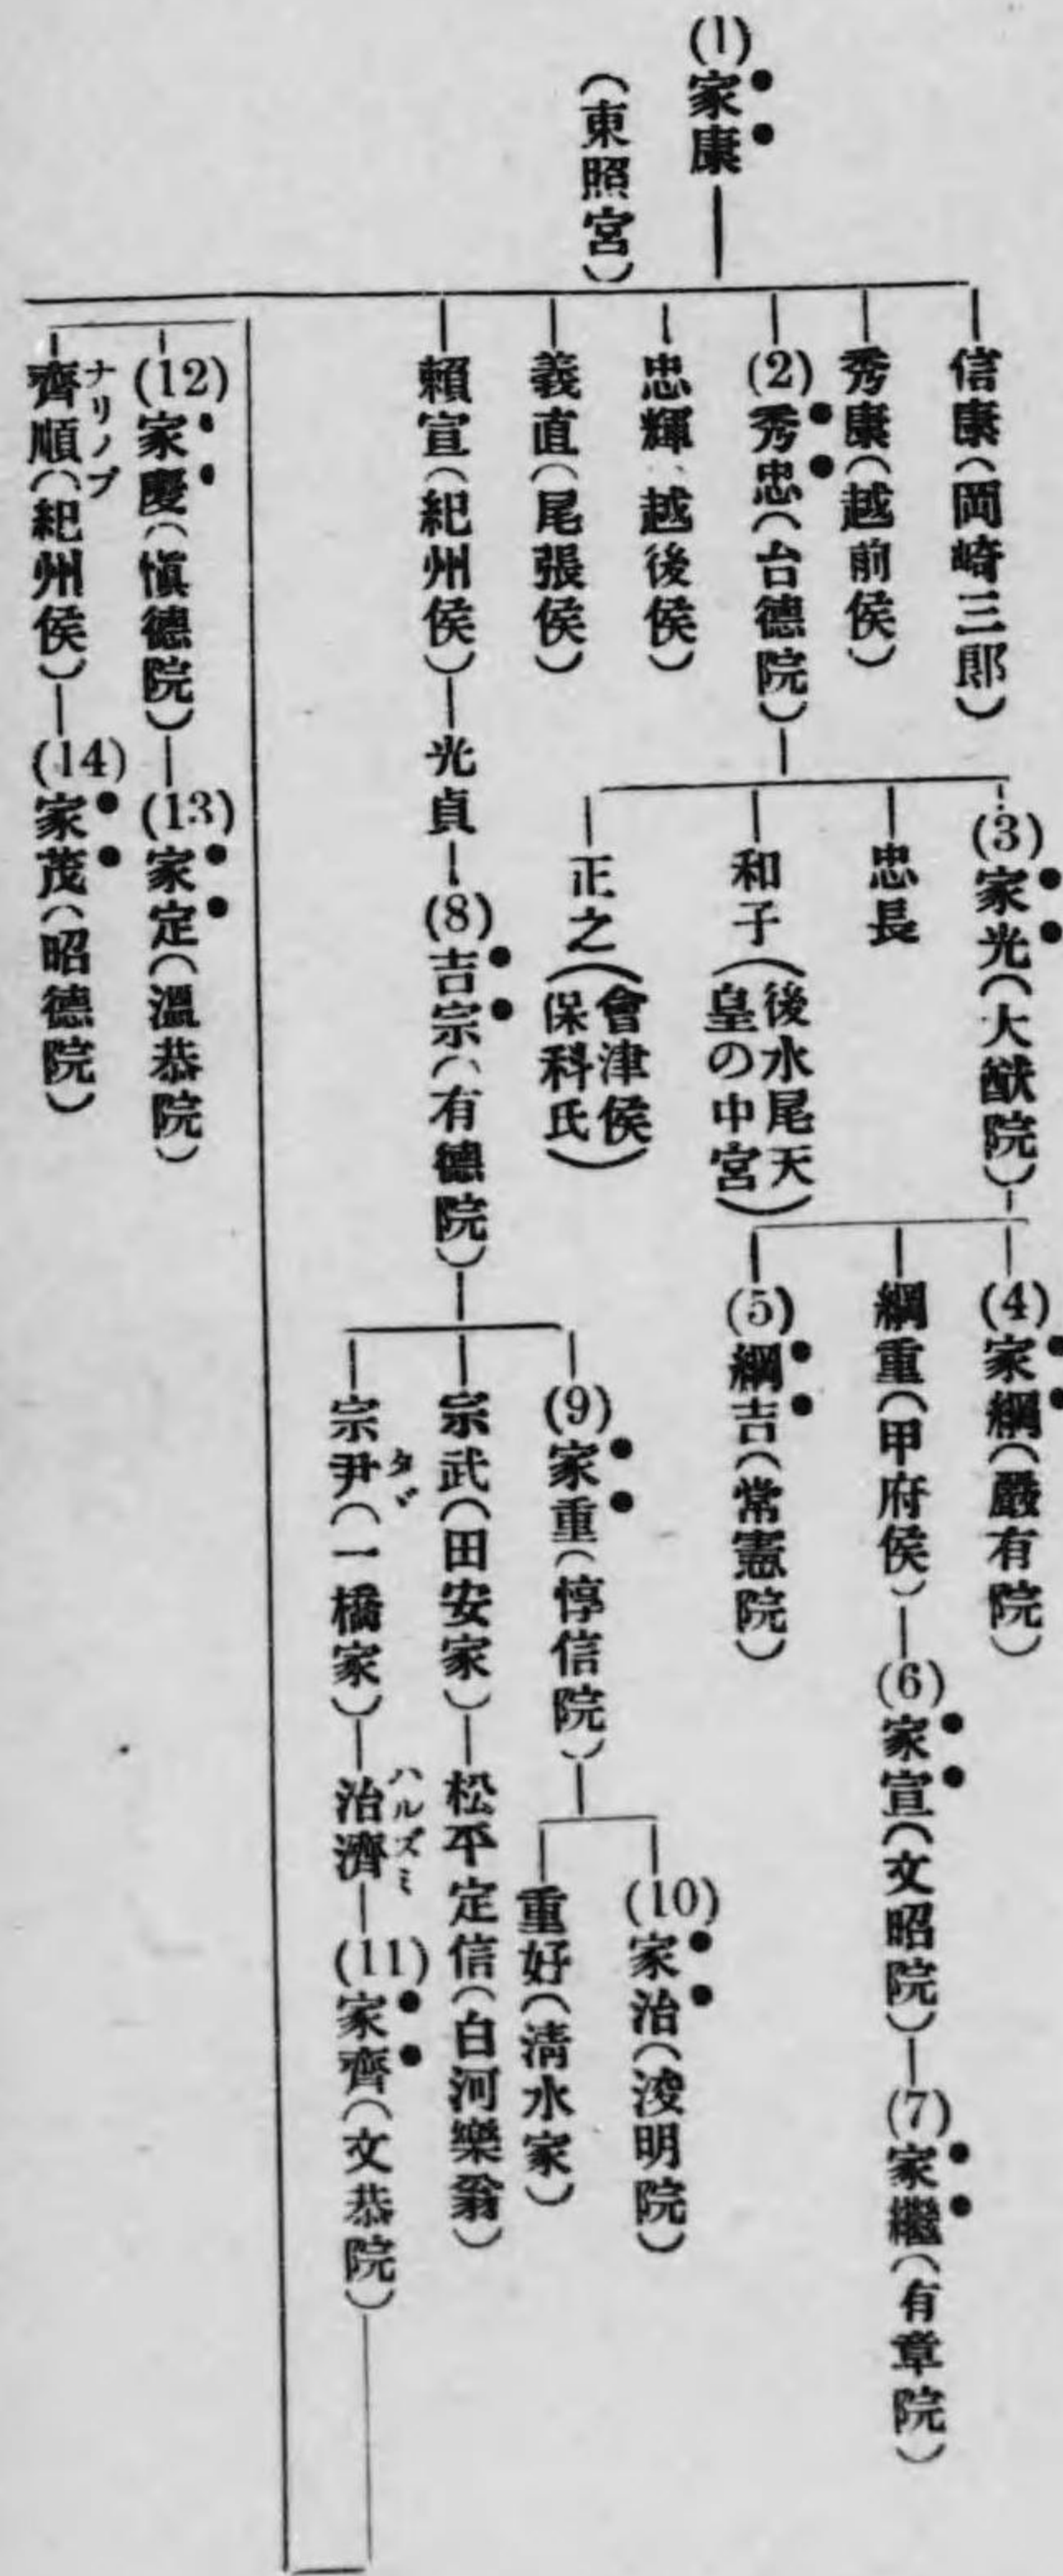 (1)家康
(東照宮)
信康(岡崎三郎)
秀康(越前侯)
(2)秀忠(台德院)
(3)家光(大猷院)
(4)家綱(嚴有院)
綱重(甲府侯)
(6)家宣(文昭院)
(7)家繼(有章院)
(5)綱吉(常憲院)
忠長
和子(後水尾天皇の中宮)
正之(會津侯保科氏)
忠輝(越後侯)
義直(尾張侯)
賴宣(紀州侯)
光貞
(8)吉宗(有德院)
(9)家重(惇信院)
(10)家治(浚明院)
重好(淸水家)
宗武(田安家)
松平定信(白河樂翁)
宗尹(一橋家)
タヾ
治濟
ハルズミ
(11)家齊(文恭院)
(12)家慶(愼德院)
(13)家定(溫恭院)
齊順(紀州侯)
ナリノブ
(14)家茂(昭德院)